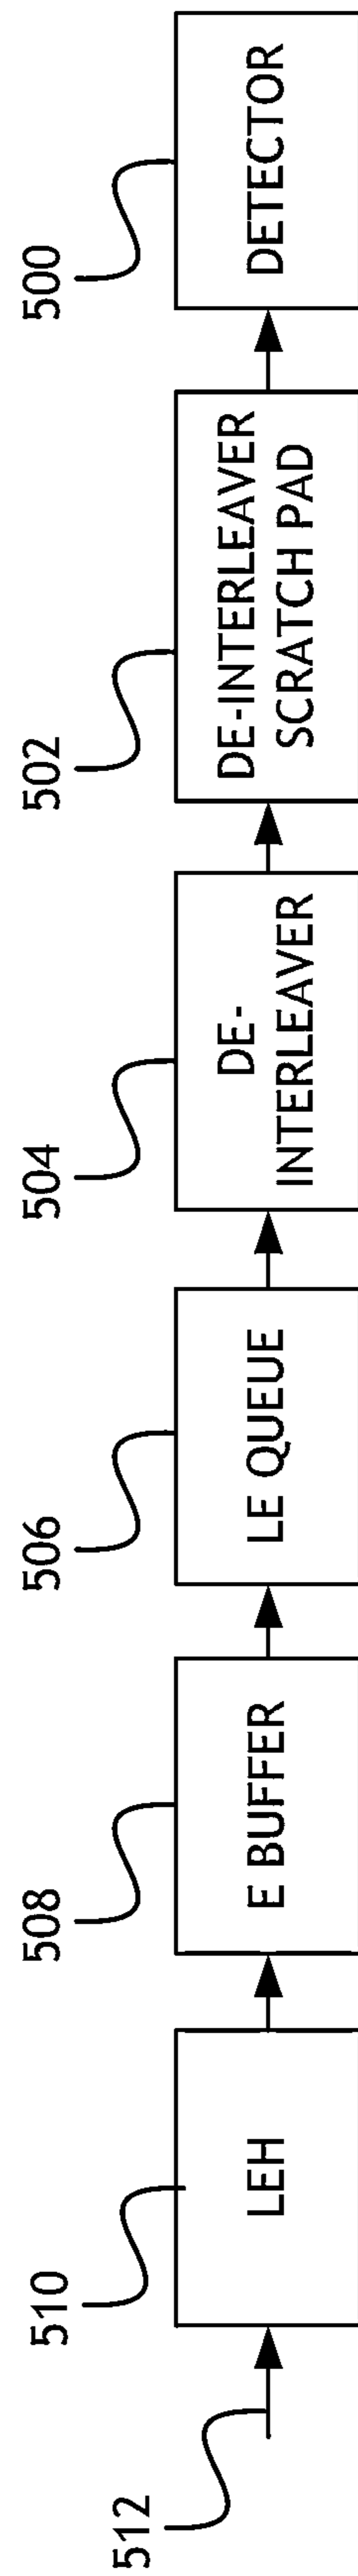 512
510
508
506
504
502
500
LEH
E BUFFER
LE QUEUE
DE-
INTERLEAVER
DE-INTERLEAVER
SCRATCH PAD
DETECTOR